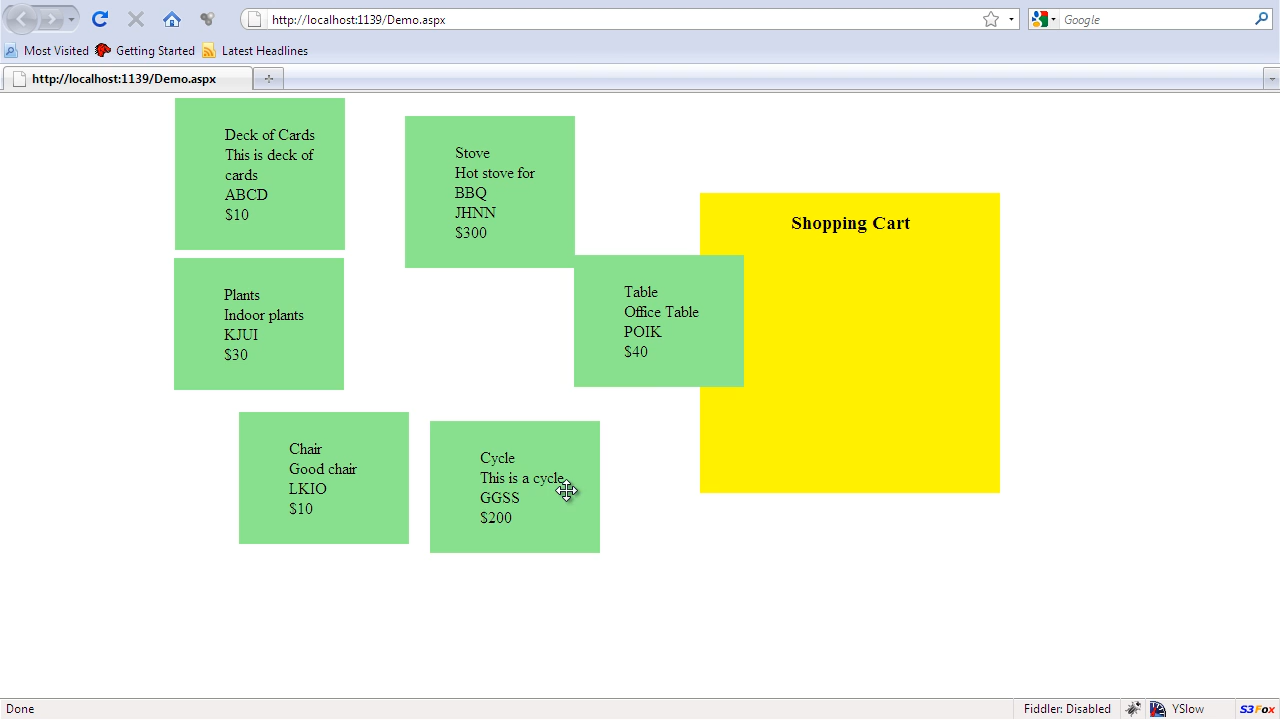 http://localhost:1139/Demo.aspx
Google
Most Visited
Getting Started
Latest Headlines
http://localhost:1139/Demo.aspx
Deck of Cards
This is deck of
cards
ABCD
$10
Stove
Hot stove for
BBQ
JHNN
$300
Shopping Cart
Plants
Indoor plants
KJUI
$30
Table
Office Table
POIK
$40
Chair
Good chair
LKIO
$10
Cycle
This is a cycle
GGSS
$200
Done
Fiddler: Disabled
YSlow
S3Fox